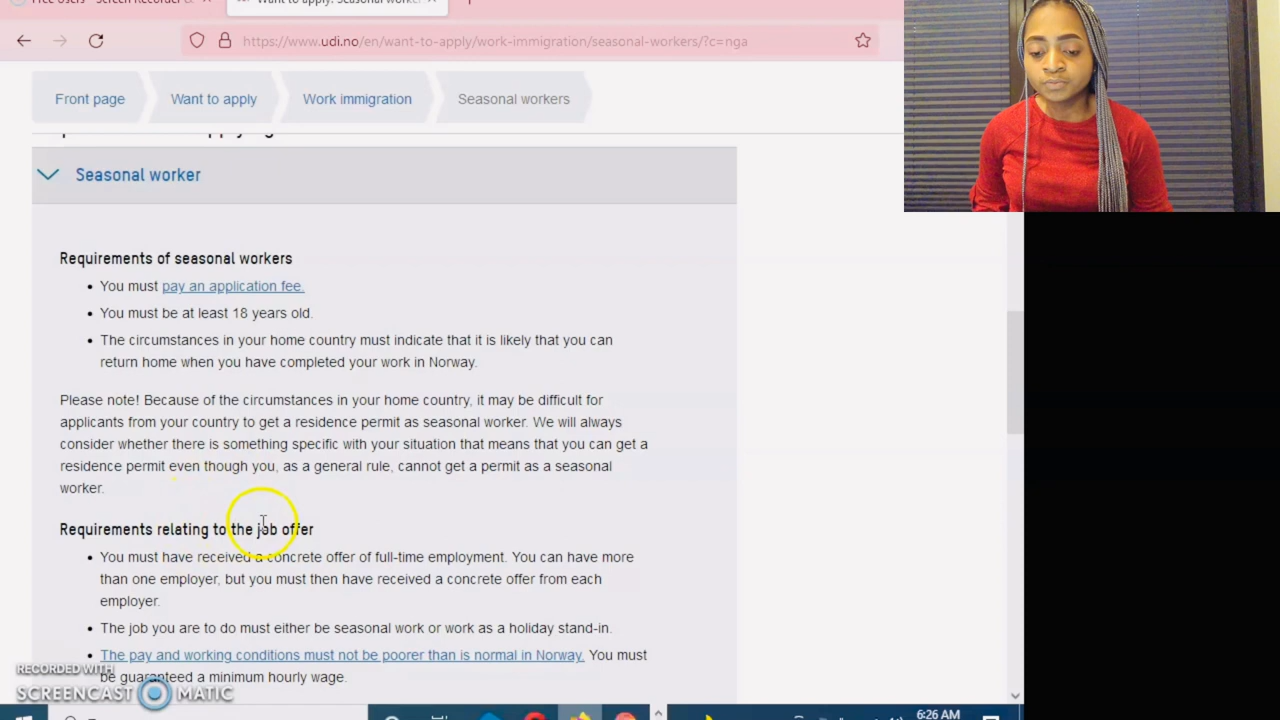 Want to apply: Seasonal worke
https://www.udi.no/en/want-to-apply/work-immigration/seasonal-workers/?c=nga
Front page
Want to apply
Work immigration
Seasonal workers
Seasonal worker
Requirements of seasonal workers
• You must pay an application fee.
• You must be at least 18 years old.
• The circumstances in your home country must indicate that it is likely that you can
return home when you have completed your work in Norway.
Please note! Because of the circumstances in your home country, it may be difficult for
applicants from your country to get a residence permit as seasonal worker. We will always
consider whether there is something specific with your situation that means that you can get a
residence permit even though you, as a general rule, cannot get a permit as a seasonal
worker.
Requirements relating to the job offer
• You must have received a concrete offer of full-time employment. You can have more
than one employer, but you must then have received a concrete offer from each
employer.
• The job you are to do must either be seasonal work or work as a holiday stand-in.
• The pay and working conditions must not be poorer than is normal in Norway. You must
be guaranteed a minimum hourly wage.
RECORDED WITH
SCREENCAST MATIC
6:26 AM